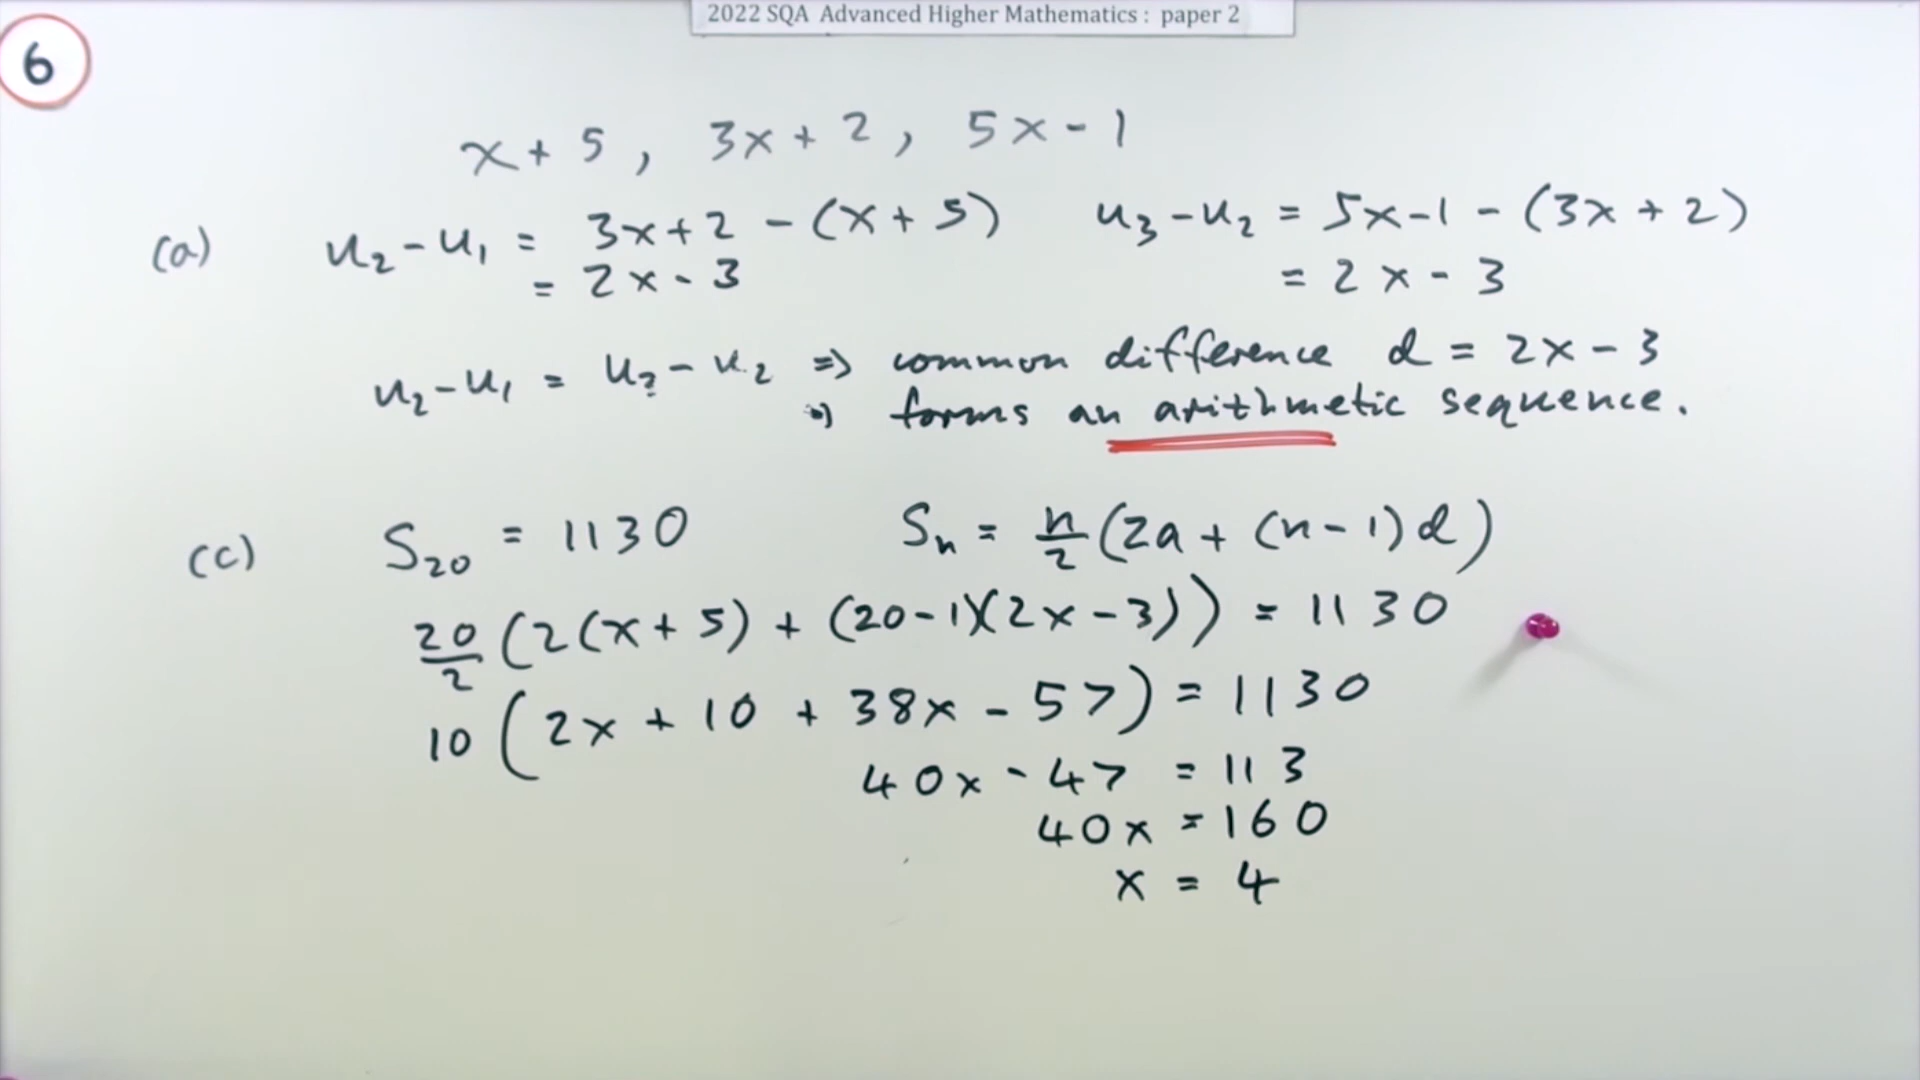 2022 SQA Advanced Higher Mathematics : paper 2
6
x + 5 , 3x + 2 , 5x - 1
(a) u₂ - u₁ = 3x + 2 - (x + 5) u₃ - u₂ = 5x - 1 - (3x + 2)
= 2x - 3 = 2x - 3
u₂ - u₁ = u₃ - u₂ ⇒ common difference d = 2x - 3
⇒ forms an arithmetic sequence.
(c) S₂₀ = 1130 Sₙ = n/2 (2a + (n - 1)d)
20/2 (2(x + 5) + (20 - 1)(2x - 3)) = 1130
10 (2x + 10 + 38x - 57) = 1130
40x - 47 = 113
40x = 160
x = 4